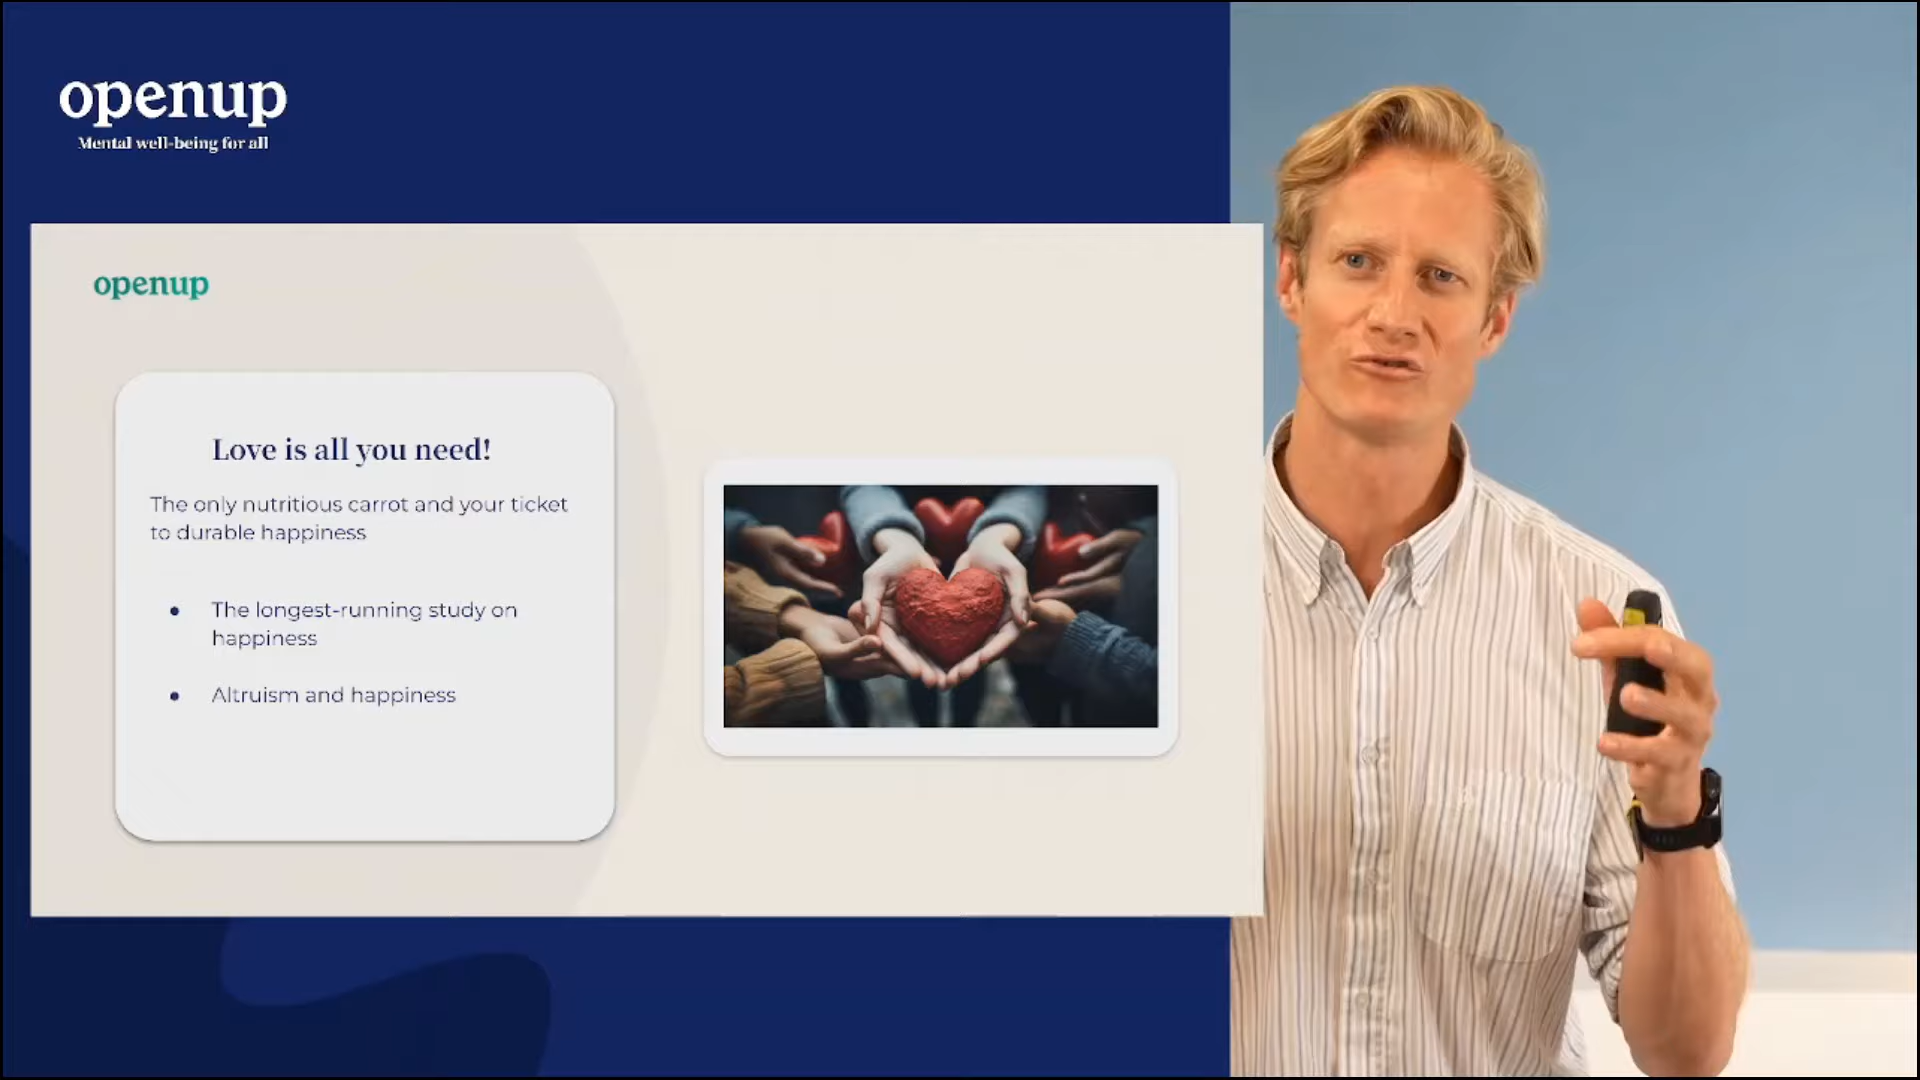 openup
Mental well-being for all
openup
Love is all you need!
The only nutritious carrot and your ticket
to durable happiness
• The longest-running study on
happiness
• Altruism and happiness